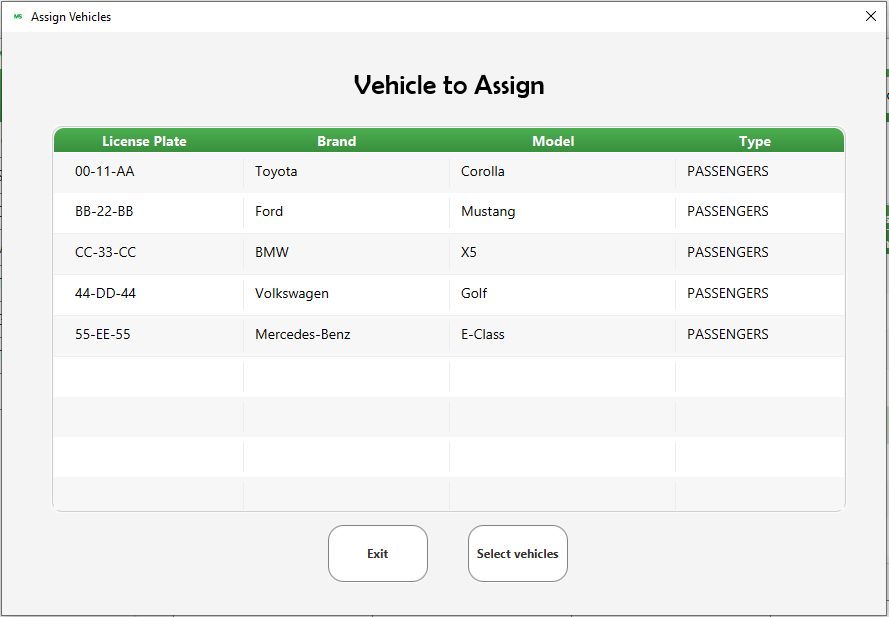 MS Assign Vehicles
Vehicle to Assign
License Plate Brand Model Type
00-11-AA Toyota Corolla PASSENGERS
BB-22-BB Ford Mustang PASSENGERS
CC-33-CC BMW X5 PASSENGERS
44-DD-44 Volkswagen Golf PASSENGERS
55-EE-55 Mercedes-Benz E-Class PASSENGERS
Exit Select vehicles